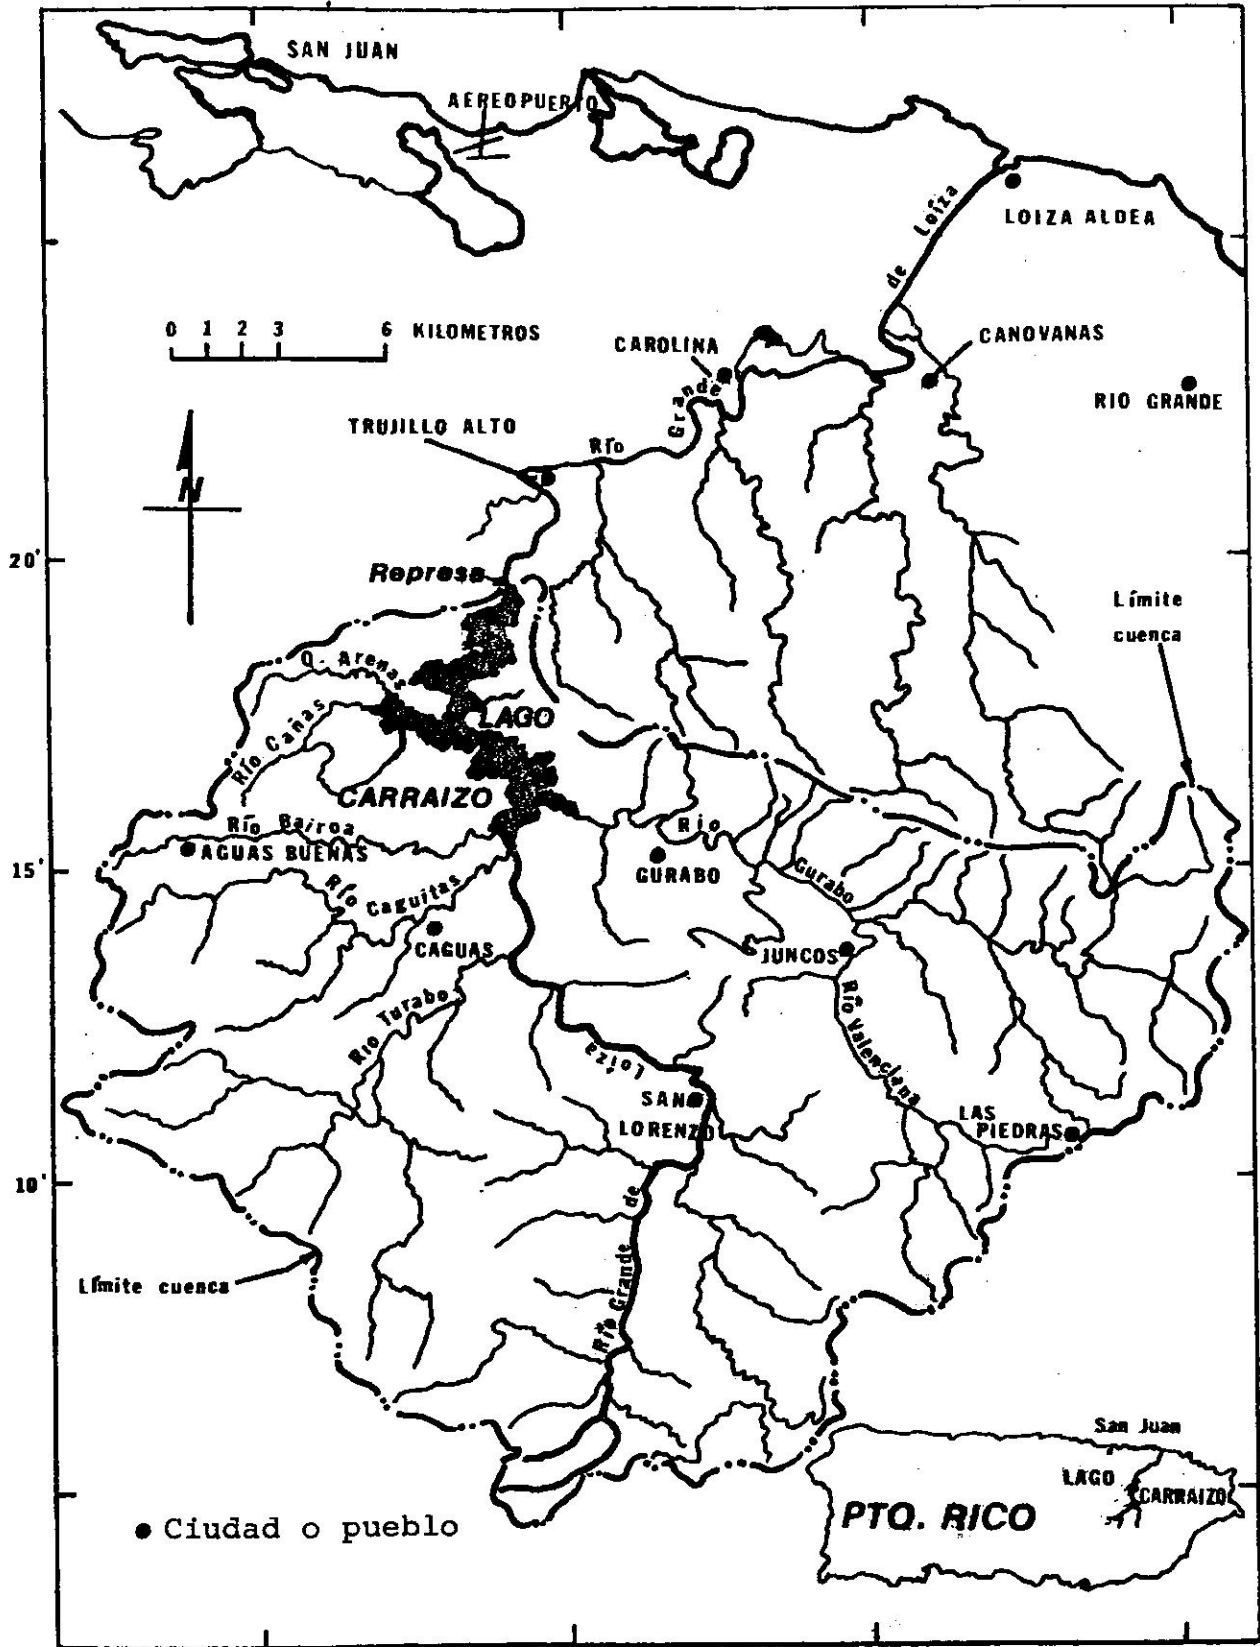 SAN JUAN
AEREOPUERTO
de Loíza
LOIZA ALDEA
0 1 2 3 6 KILOMETROS
CAROLINA
CANOVANAS
RIO GRANDE
Río Grande
TRUJILLO ALTO
N
20'
Represa
Límite
cuenca
Q. Arenas
LAGO
Río Cañas
CARRAIZO
Río Bairoa
Rio Gurabo
AGUAS BUENAS
15'
GURABO
Río Caguitas
CAGUAS
JUNCOS
Rio Turabo
Río Valenciana
Loiza
SAN
LORENZO
LAS
PIEDRAS
10'
Río Grande de
Límite cuenca
San Juan
LAGO
CARRAIZO
PTO. RICO
Ciudad o pueblo